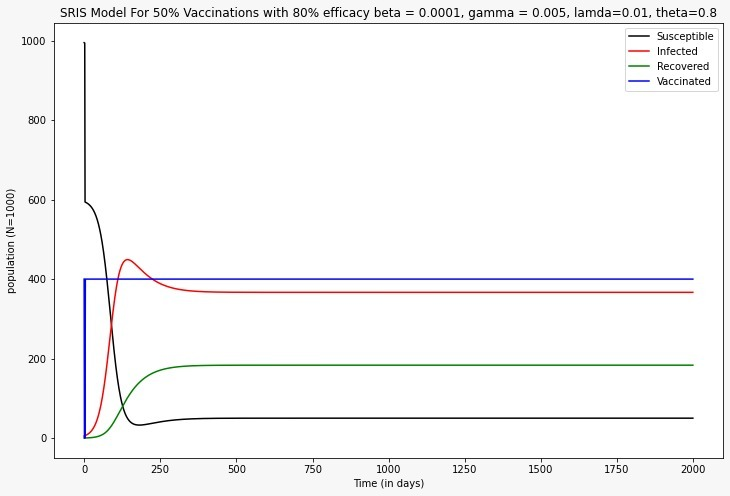 SRIS Model For 50% Vaccinations with 80% efficacy beta = 0.0001, gamma = 0.005, lamda=0.01, theta=0.8
Susceptible
Infected
Recovered
Vaccinated
1000
800
600
400
200
0
population (N=1000)
0 250 500 750 1000 1250 1500 1750 2000
Time (in days)